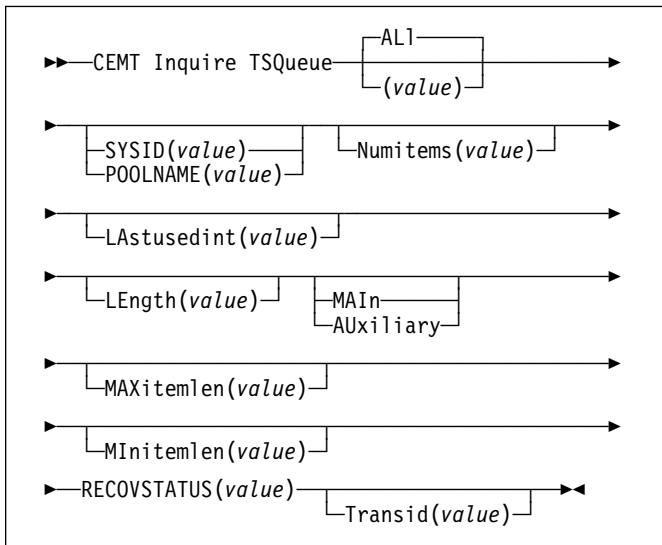 ALl
CEMT Inquire TSQueue
(value)
SYSID(value)
Numitems(value)
POOLNAME(value)
LAstusedint(value)
LEngth(value)
MAIn
AUxiliary
MAXitemlen(value)
MInitemlen(value)
RECOVSTATUS(value)
Transid(value)